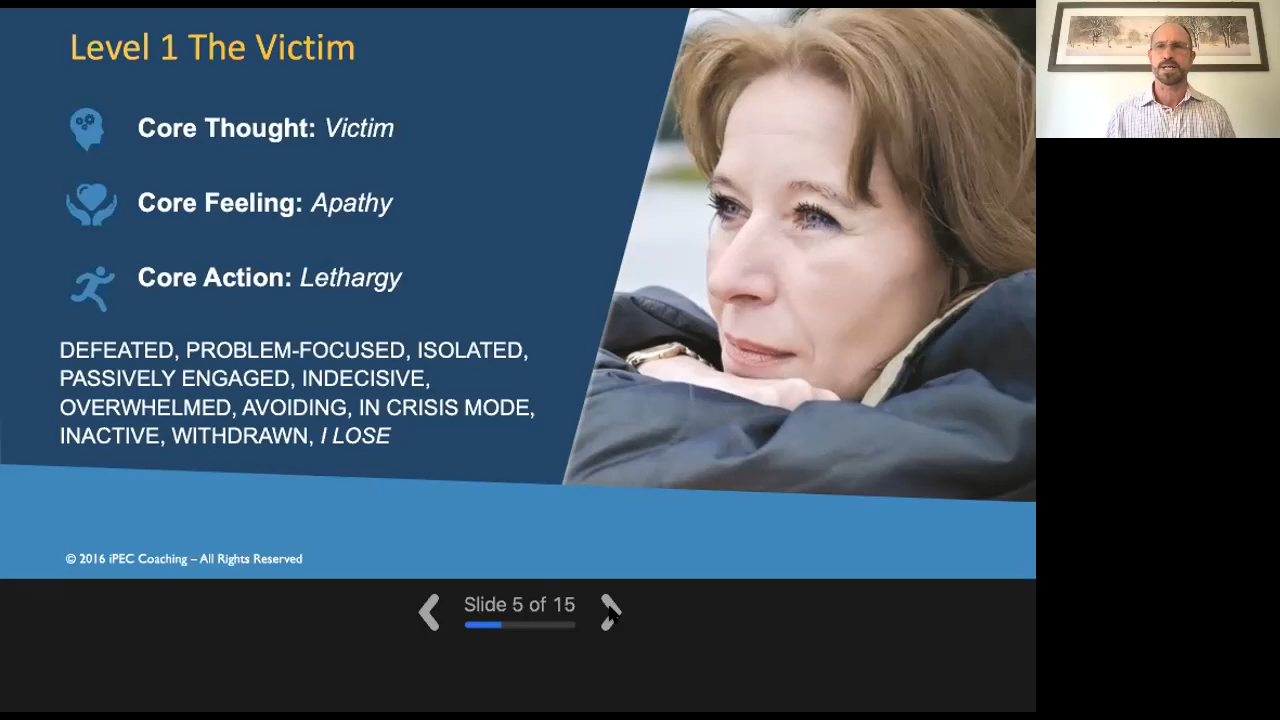 Level 1 The Victim
Core Thought: Victim
Core Feeling: Apathy
Core Action: Lethargy
DEFEATED, PROBLEM-FOCUSED, ISOLATED,
PASSIVELY ENGAGED, INDECISIVE,
OVERWHELMED, AVOIDING, IN CRISIS MODE,
INACTIVE, WITHDRAWN, I LOSE
© 2016 iPEC Coaching – All Rights Reserved
Slide 5 of 15